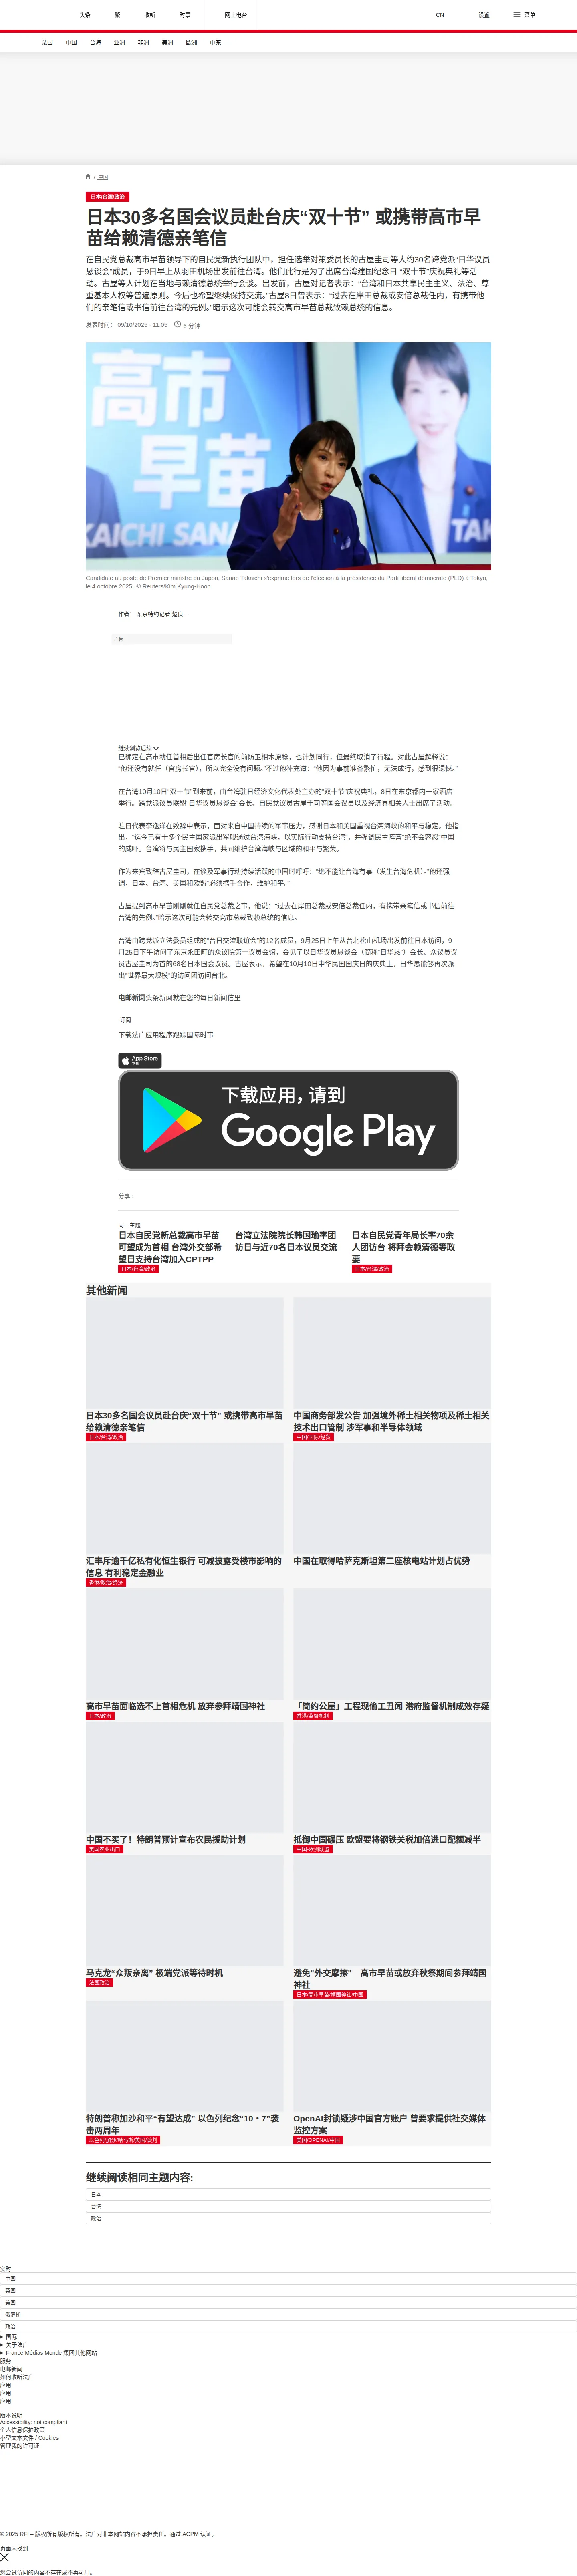 头条
繁
收听
时事
网上电台
CN
设置
菜单
法国
中国
台海
亚洲
非洲
美洲
欧洲
中东
/ 中国
日本/台湾/政治
日本30多名国会议员赴台庆“双十节” 或携带高市早
苗给赖清德亲笔信
在自民党总裁高市早苗领导下的自民党新执行团队中，担任选举对策委员长的古屋圭司等大约30名跨党派“日华议员
恳谈会”成员，于9日早上从羽田机场出发前往台湾。他们此行是为了出席台湾建国纪念日 “双十节”庆祝典礼等活
动。古屋等人计划在当地与赖清德总统举行会谈。出发前，古屋对记者表示：“台湾和日本共享民主主义、法治、尊
重基本人权等普遍原则。今后也希望继续保持交流。”古屋8日曾表示：“过去在岸田总裁或安倍总裁任内，有携带他
们的亲笔信或书信前往台湾的先例。”暗示这次可能会转交高市早苗总裁致赖总统的信息。
发表时间： 09/10/2025 - 11:05
6 分钟
高市
早苗
KAICHI SANAE
TAK
Candidate au poste de Premier ministre du Japon, Sanae Takaichi s'exprime lors de l'élection à la présidence du Parti libéral démocrate (PLD) à Tokyo,
le 4 octobre 2025. © Reuters/Kim Kyung-Hoon
作者： 东京特约记者 楚良一
广告
继续浏览后续
已确定在高市就任首相后出任官房长官的前防卫相木原稔，也计划同行，但最终取消了行程。对此古屋解释说：
“他还没有就任（官房长官），所以完全没有问题。”不过他补充道：“他因为事前准备繁忙，无法成行，感到很遗憾。”
在台湾10月10日“双十节”到来前，由台湾驻日经济文化代表处主办的“双十节”庆祝典礼，8日在东京都内一家酒店
举行。跨党派议员联盟“日华议员恳谈会”会长、自民党议员古屋圭司等国会议员以及经济界相关人士出席了活动。
驻日代表李逸洋在致辞中表示，面对来自中国持续的军事压力，感谢日本和美国重视台湾海峡的和平与稳定。他指
出，“迄今已有十多个民主国家派出军舰通过台湾海峡，以实际行动支持台湾”，并强调民主阵营“绝不会容忍”中国
的威吓。台湾将与民主国家携手，共同维护台湾海峡与区域的和平与繁荣。
作为来宾致辞古屋圭司，在谈及军事行动持续活跃的中国时呼吁：“绝不能让台海有事（发生台海危机）。”他还强
调，日本、台湾、美国和欧盟“必须携手合作，维护和平。”
古屋提到高市早苗刚刚就任自民党总裁之事，他说：“过去在岸田总裁或安倍总裁任内，有携带亲笔信或书信前往
台湾的先例。”暗示这次可能会转交高市总裁致赖总统的信息。
台湾由跨党派立法委员组成的“台日交流联谊会”的12名成员，9月25日上午从台北松山机场出发前往日本访问，9
月25日下午访问了东京永田町的众议院第一议员会馆，会见了以日华议员恳谈会（简称“日华恳”）会长、众议员议
员古屋圭司为首的68名日本国会议员。古屋表示，希望在10月10日中华民国国庆日的庆典上，日华恳能够再次派
出“世界最大规模”的访问团访问台北。
电邮新闻头条新闻就在您的每日新闻信里
订阅
下载法广应用程序跟踪国际时事
App Store
下载
下载应用，请到
Google Play
分享 :
同一主题
日本自民党新总裁高市早苗
可望成为首相 台湾外交部希
望日支持台湾加入CPTPP
日本/台湾/政治
台湾立法院院长韩国瑜率团
访日与近70名日本议员交流
日本自民党青年局长率70余
人团访台 将拜会赖清德等政
要
日本/台湾/政治
其他新闻
日本30多名国会议员赴台庆“双十节” 或携带高市早苗
给赖清德亲笔信
日本/台湾/政治
中国商务部发公告 加强境外稀土相关物项及稀土相关
技术出口管制 涉军事和半导体领域
中国/国际/经贸
汇丰斥逾千亿私有化恒生银行 可减披露受楼市影响的
信息 有利稳定金融业
香港/政治/经济
中国在取得哈萨克斯坦第二座核电站计划占优势
高市早苗面临选不上首相危机 放弃参拜靖国神社
日本/政治
「简约公屋」工程现偷工丑闻 港府监督机制成效存疑
香港/监督机制
中国不买了！特朗普预计宣布农民援助计划
美国农业出口
抵御中国碾压 欧盟要将钢铁关税加倍进口配额减半
中国-欧洲联盟
马克龙“众叛亲离” 极端党派等待时机
法国政治
避免“外交摩擦” 高市早苗或放弃秋祭期间参拜靖国
神社
日本/高市早苗/靖国神社/中国
特朗普称加沙和平“有望达成” 以色列纪念“10・7”袭
击两周年
以色列/加沙/哈马斯/美国/谈判
OpenAI封锁疑涉中国官方账户 曾要求提供社交媒体
监控方案
美国/OPENAI/中国
继续阅读相同主题内容:
日本
台湾
政治
实时
中国
英国
美国
俄罗斯
政治
国际
关于法广
France Médias Monde 集团其他网站
服务
电邮新闻
如何收听法广
应用
应用
应用
版本说明
Accessibility: not compliant
个人信息保护政策
小型文本文件 / Cookies
管理我的许可证
© 2025 RFI – 版权所有版权所有。法广对非本网站内容不承担责任。通过 ACPM 认证。
页面未找到
您尝试访问的内容不存在或不再可用。